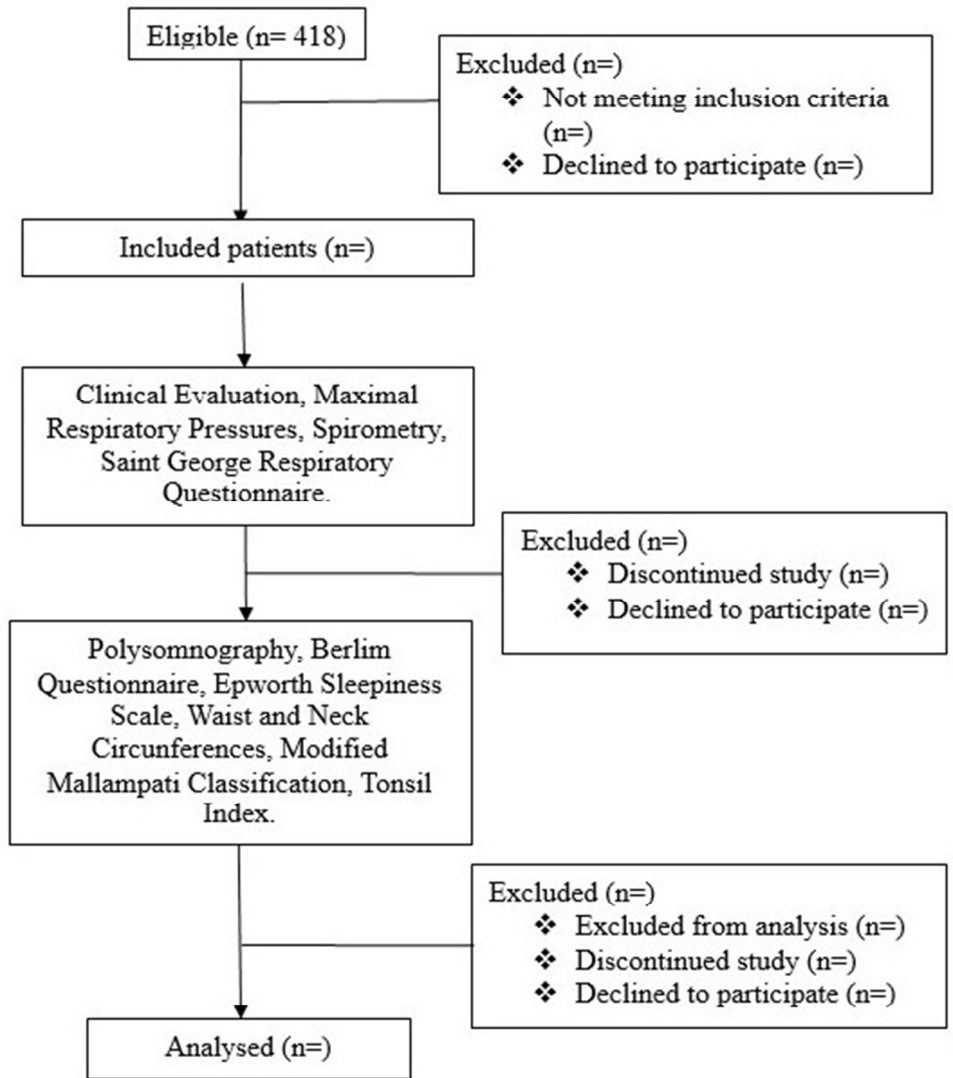 Eligible (n= 418)
Excluded (n=)
❖ Not meeting inclusion criteria
(n=)
❖ Declined to participate (n=)
Included patients (n=)
Clinical Evaluation, Maximal
Respiratory Pressures, Spirometry,
Saint George Respiratory
Questionnaire.
Excluded (n=)
❖ Discontinued study (n=)
❖ Declined to participate (n=)
Polysomnography, Berlim
Questionnaire, Epworth Sleepiness
Scale, Waist and Neck
Circunferences, Modified
Mallampati Classification, Tonsil
Index.
Excluded (n=)
❖ Excluded from analysis (n=)
❖ Discontinued study (n=)
❖ Declined to participate (n=)
Analysed (n=)